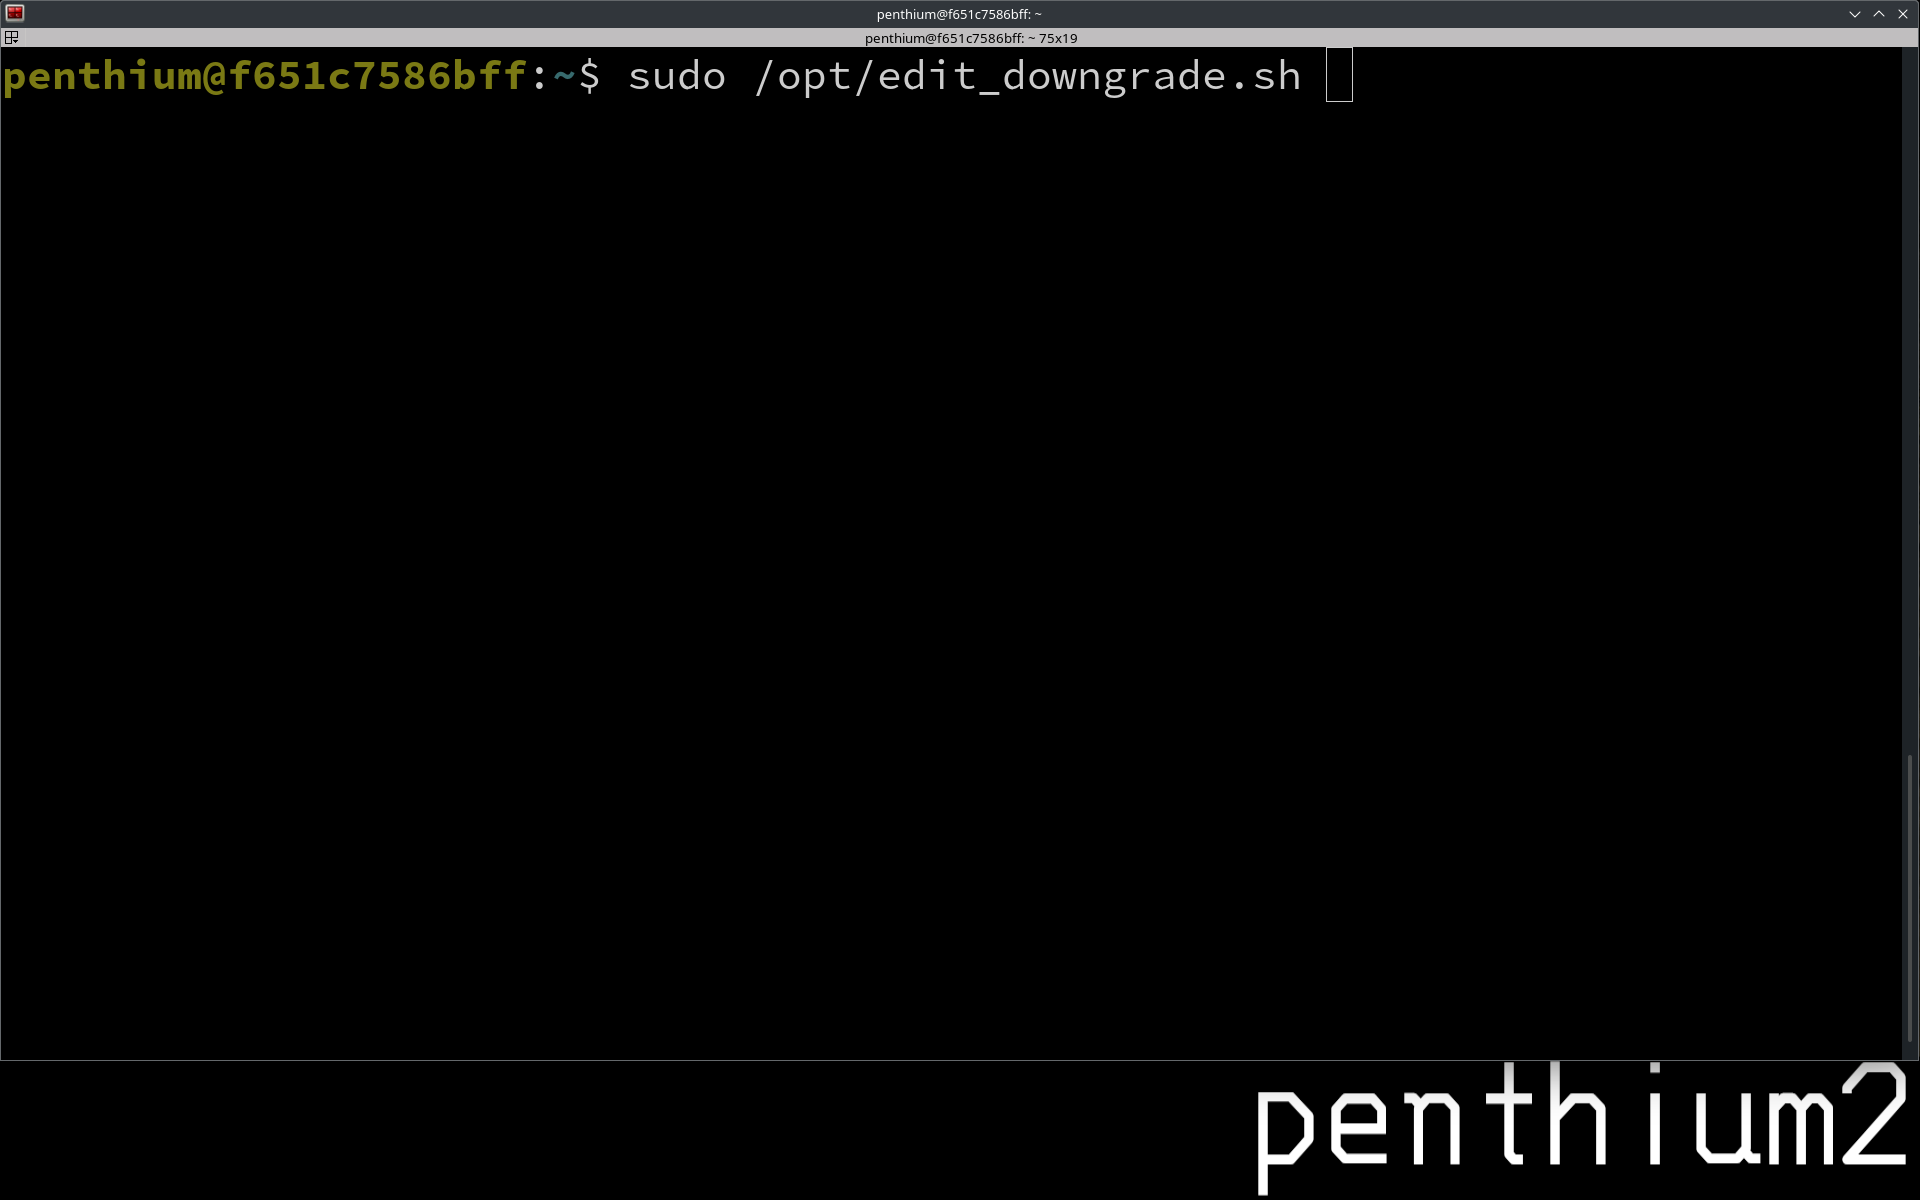 penthium@f651c7586bff: ~
penthium@f651c7586bff: ~ 75x19
penthium@f651c7586bff:~$ sudo /opt/edit_downgrade.sh
penthium2